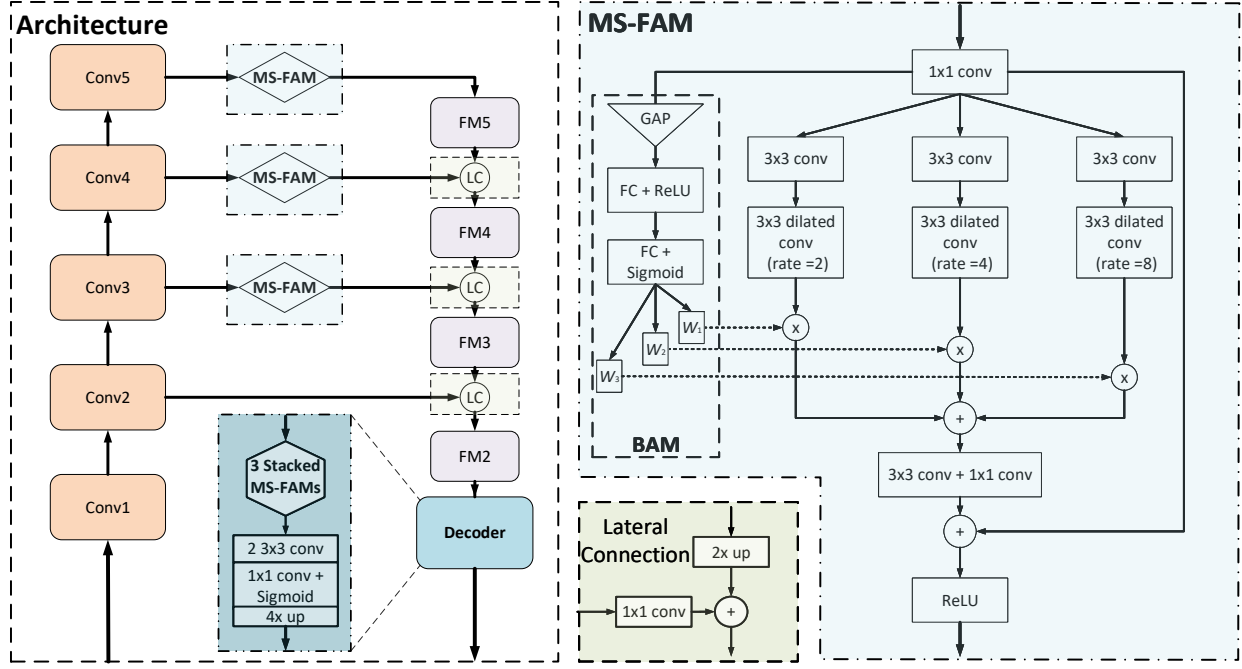 Architecture
Conv5
MS-FAM
FM5
Conv4
MS-FAM
LC
FM4
Conv3
MS-FAM
LC
FM3
Conv2
LC
FM2
Conv1
3 Stacked
MS-FAMs
2 3x3 conv
1x1 conv +
Sigmoid
4x up
Decoder
MS-FAM
1x1 conv
GAP
FC + ReLU
FC +
Sigmoid
W1
W2
W3
BAM
3x3 conv
3x3 conv
3x3 conv
3x3 dilated
conv
(rate =2)
3x3 dilated
conv
(rate =4)
3x3 dilated
conv
(rate =8)
x
x
x
+
3x3 conv + 1x1 conv
+
ReLU
Lateral
Connection
2x up
1x1 conv
+